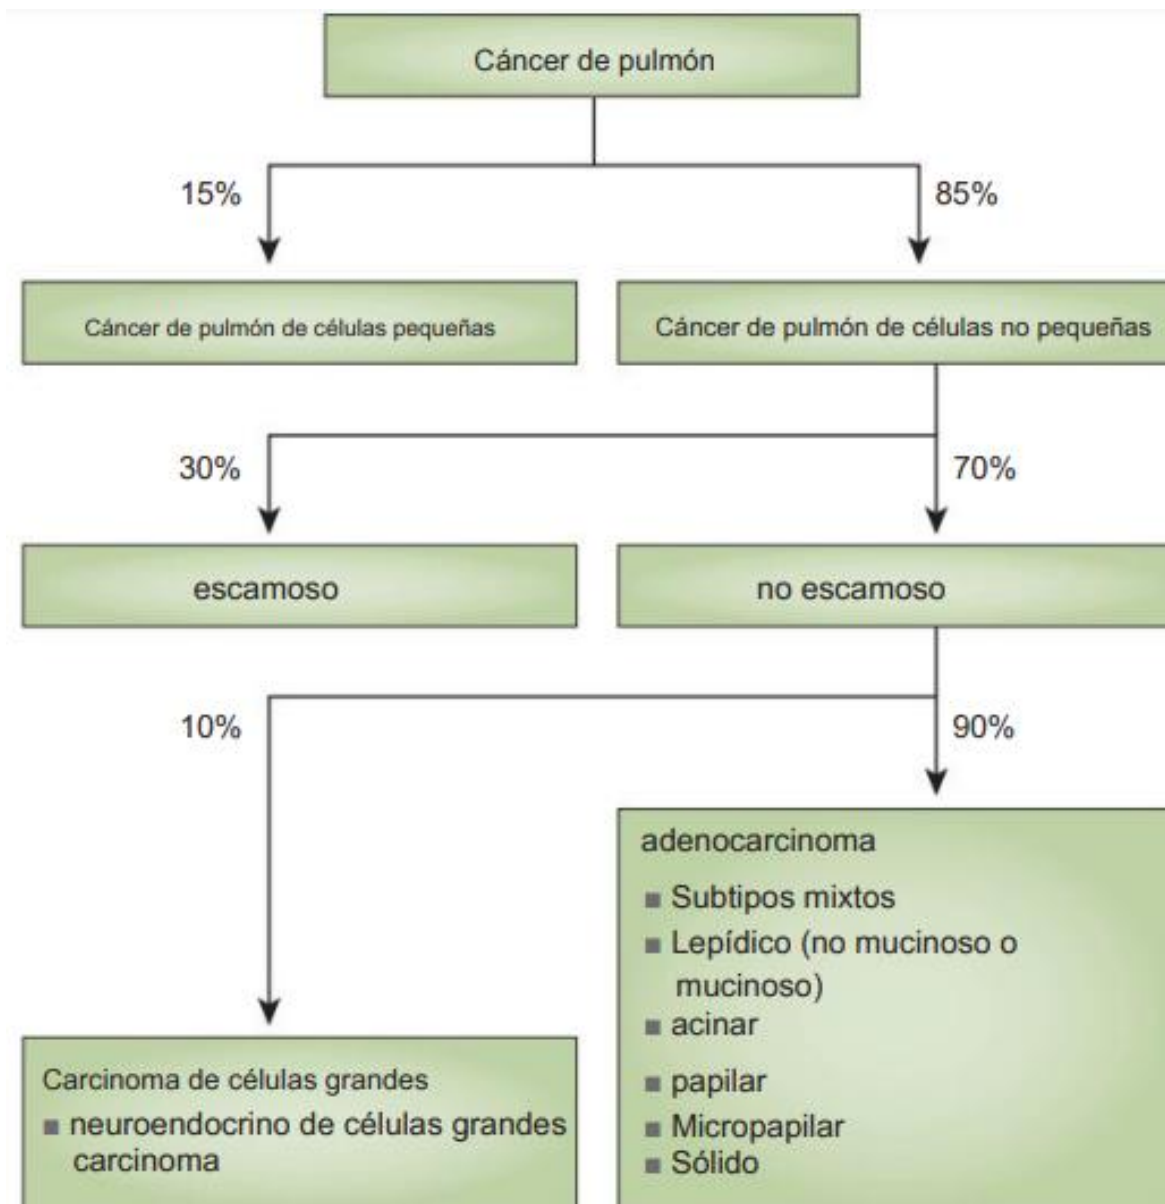 Cáncer de pulmón
15%
85%
Cáncer de pulmón de células pequeñas
Cáncer de pulmón de células no pequeñas
30%
70%
escamoso
no escamoso
10%
90%
adenocarcinoma
■ Subtipos mixtos
■ Lepídico (no mucinoso o
mucinoso)
■ acinar
■ papilar
■ Micropapilar
■ Sólido
Carcinoma de células grandes
■ neuroendocrino de células grandes
carcinoma